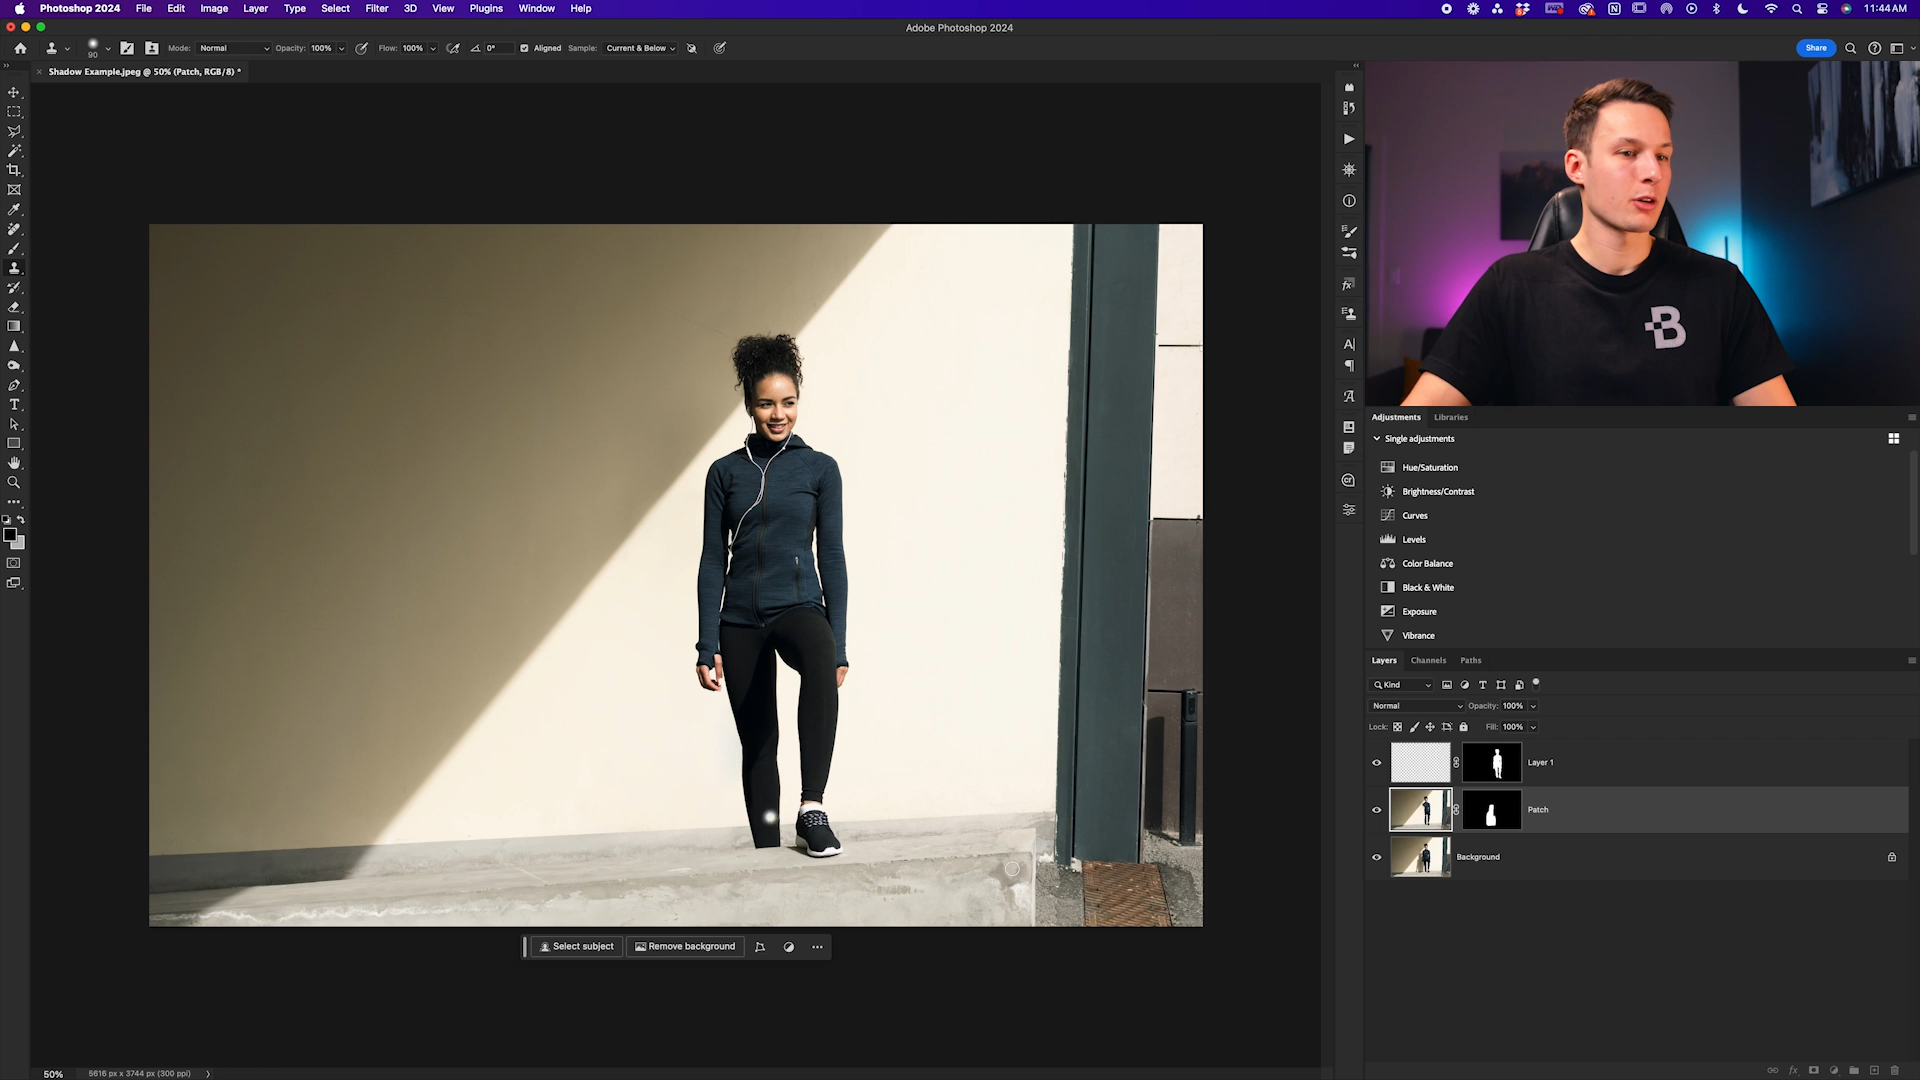 Photoshop 2024 File Edit Image Layer Type Select Filter 3D View Plugins Window Help 11:44 AM
Adobe Photoshop 2024
90 Mode: Normal Opacity: 100% Flow: 100% 0° Aligned Sample: Current & Below Share
Shadow Example.jpeg @ 50% (Patch, RGB/8) *
B
Adjustments Libraries
Single adjustments
Hue/Saturation
Brightness/Contrast
Curves
Levels
Color Balance
Black & White
Exposure
Vibrance
Layers Channels Paths
Kind
Normal Opacity: 100%
Lock: Fill: 100%
Layer 1
Patch
Background
Select subject Remove background
50% 5616 px x 3744 px (300 ppi)